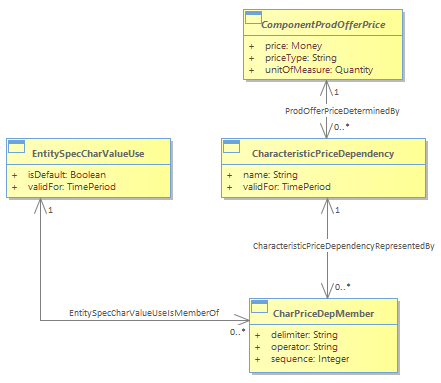 ComponentProdOfferPrice
+ price: Money
+ priceType: String
+ unitOfMeasure: Quantity
1
ProdOfferPriceDeterminedBy
0..*
EntitySpecCharValueUse
+ isDefault: Boolean
+ validFor: TimePeriod
CharacteristicPriceDependency
+ name: String
+ validFor: TimePeriod
1
1
CharacteristicPriceDependencyRepresentedBy
0..*
EntitySpecCharValueUseIsMemberOf
0..*
CharPriceDepMember
+ delimiter: String
+ operator: String
+ sequence: Integer